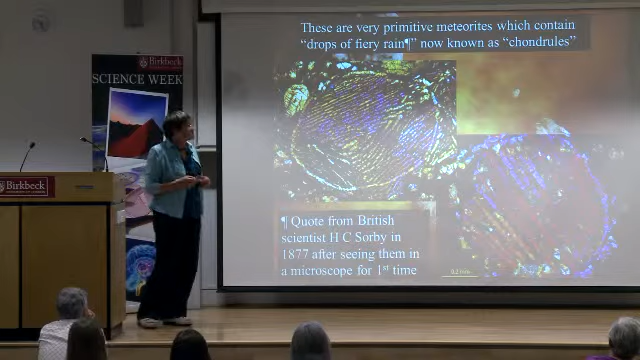 These are very primitive meteorites which contain
“drops of fiery rain¶” now known as “chondrules”
Birkbeck
SCIENCE WEEK
Birkbeck
¶ Quote from British
scientist H C Sorby in
1877 after seeing them in
a microscope for 1st time